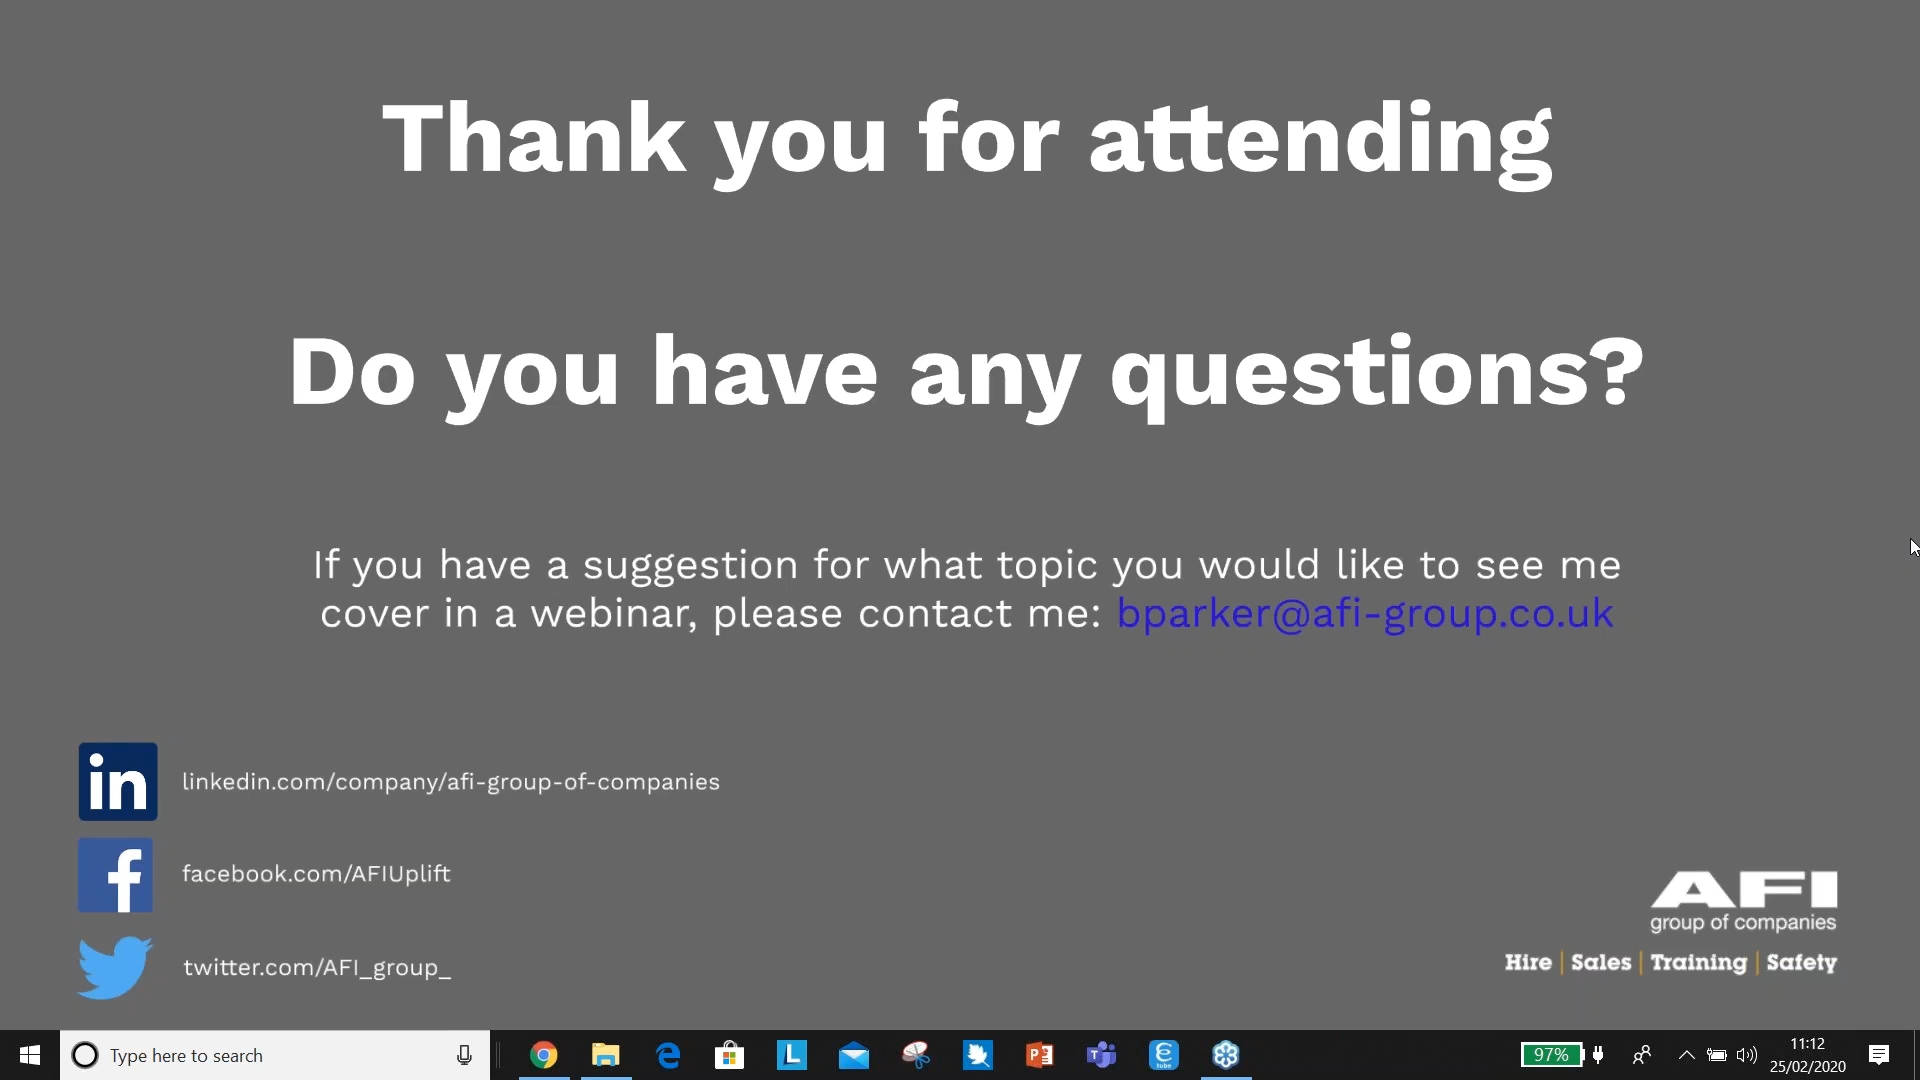 Thank you for attending
Do you have any questions?
If you have a suggestion for what topic you would like to see me
cover in a webinar, please contact me: bparker@afi-group.co.uk
in linkedin.com/company/afi-group-of-companies
f facebook.com/AFIUplift
twitter.com/AFI_group_
AFI
group of companies
Hire | Sales | Training | Safety
Type here to search
97%
11:12
25/02/2020